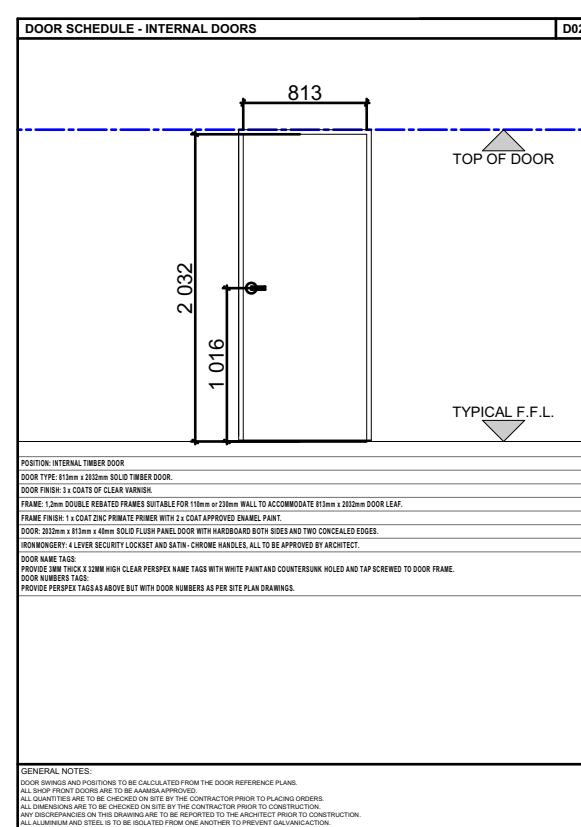 DOOR SCHEDULE - INTERNAL DOORS
813
TOP OF DOOR
2 032
1 016
TYPICAL F.F.L.
POSITION: INTERNAL TIMBER DOOR
DOOR TYPE: 813mm x 2032mm SOLID TIMBER DOOR.
DOOR FINISH: 3 x COATS OF CLEAR VARNISH.
FRAME: 1,2mm DOUBLE REBATED FRAMES SUITABLE FOR 110mm or 230mm WALL TO ACCOMMODATE 813mm x 2032mm DOOR LEAF.
FRAME FINISH: 1 x COAT ZINC PRIMATE PRIMER WITH 2 x COAT APPROVED ENAMEL PAINT.
DOOR: 2032mm x 813mm x 40mm SOLID FLUSH PANEL DOOR WITH HARDBOARD BOTH SIDES AND TWO CONCEALED EDGES.
IRONMONGERY: 4 LEVER SECURITY LOCKSET AND SATIN - CHROME HANDLES, ALL TO BE APPROVED BY ARCHITECT.
DOOR NAME TAGS:
PROVIDE 3MM THICK X 32MM HIGH CLEAR PERSPEX NAME TAGS WITH WHITE PAINT AND COUNTERSUNK HOLED AND TAP SCREWED TO DOOR FRAME.
DOOR NUMBERS TAGS:
PROVIDE PERSPEX TAGS AS ABOVE BUT WITH DOOR NUMBERS AS PER SITE PLAN DRAWINGS.
GENERAL NOTES:
DOOR SWINGS AND POSITIONS TO BE CALCULATED FROM THE DOOR REFERENCE PLANS.
ALL SHOP FRONT DOORS ARE TO BE AAAMSA APPROVED.
ALL QUANTITIES ARE TO BE CHECKED ON SITE BY THE CONTRACTOR PRIOR TO PLACING ORDERS.
ALL DIMENSIONS ARE TO BE CHECKED ON SITE BY THE CONTRACTOR PRIOR TO CONSTRUCTION.
ANY DISCREPANCIES ON THIS DRAWING ARE TO BE REPORTED TO THE ARCHITECT PRIOR TO CONSTRUCTION.
ALL ALUMINIUM AND STEEL IS TO BE ISOLATED FROM ONE ANOTHER TO PREVENT GALVANIC ACTION.